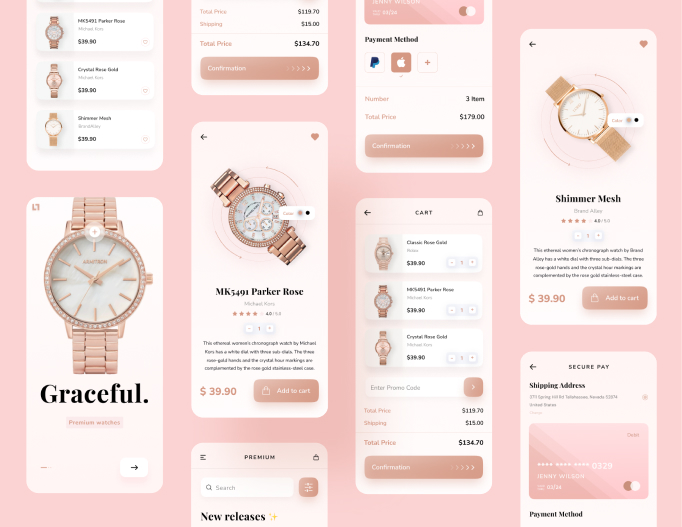 MK5491 Parker Rose
Michael Kors
$39.90
Crystal Rose Gold
Michael Kors
$39.90
Shimmer Mesh
Brand Allay
$39.90
Graceful.
Premium watches
Total Price
$119.70
Shipping
$15.00
Total Price
$134.70
Confirmation
Color
MK5491 Parker Rose
Michael Kors
4.0 / 5.0
- 1 +
This ethereal women's chronograph watch by Michael
Kors has a white dial with three sub-dials. The three
rose-gold hands and the crystal hour markings are
complemented by the rose gold stainless-steel case.
$ 39.90
Add to cart
PREMIUM
Search
New releases ✨
JENNY WILSON
02/24
Payment Method
+
Number
3 Item
Total Price
$179.00
Confirmation
CART
Classic Rose Gold
$39.90
- 1 +
MK5491 Parker Rose
Michael Kors
$39.90
- 1 +
Crystal Rose Gold
Michael Kors
$39.90
- 1 +
Enter Promo Code
Total Price
$119.70
Shipping
$15.00
Total Price
$134.70
Confirmation
Color
Shimmer Mesh
Brand Allay
4.0 / 5.0
- 1 +
This ethereal women's chronograph watch by Brand
Allay has a white dial with three sub-dials. The three
rose-gold hands and the crystal hour markings are
complemented by the rose gold stainless-steel case.
$ 39.90
Add to cart
SECURE PAY
Shipping Address
United States
Debit
**** **** **** 0329
JENNY WILSON
02/24
Payment Method